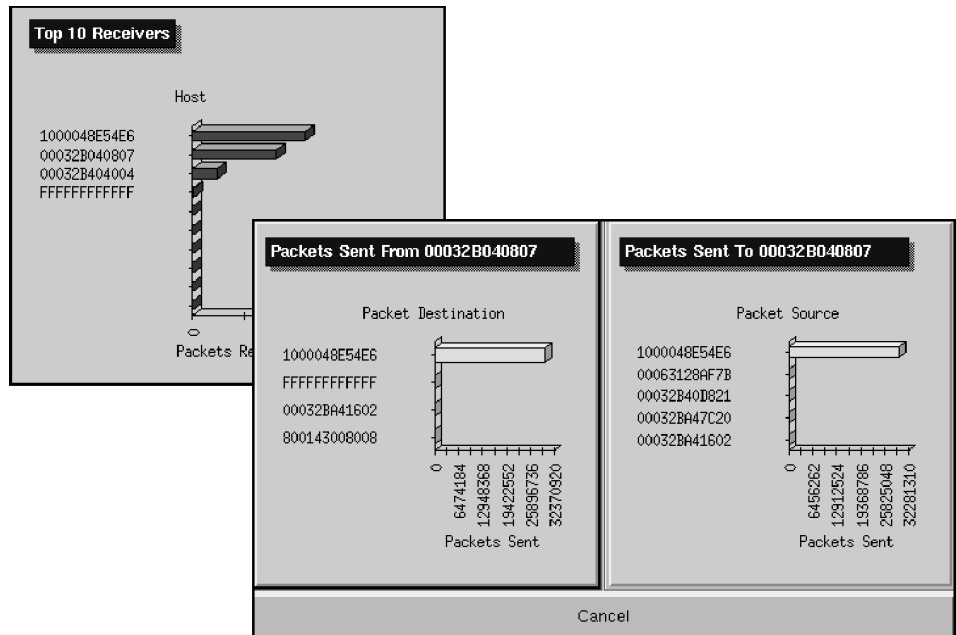 Top 10 Receivers
Host
1000048E54E6
00032B040807
00032B404004
FFFFFFFFFFFF
0
Packets Re
Packets Sent From 00032B040807
Packet Destination
1000048E54E6
FFFFFFFFFFFF
00032BA41602
800143008008
0
6474184
12948368
19422552
25896736
32370920
Packets Sent
Packets Sent To 00032B040807
Packet Source
1000048E54E6
00063128AF7B
00032B40D821
00032BA47C20
00032BA41602
0
6456262
12912524
19368786
25825048
32281310
Packets Sent
Cancel